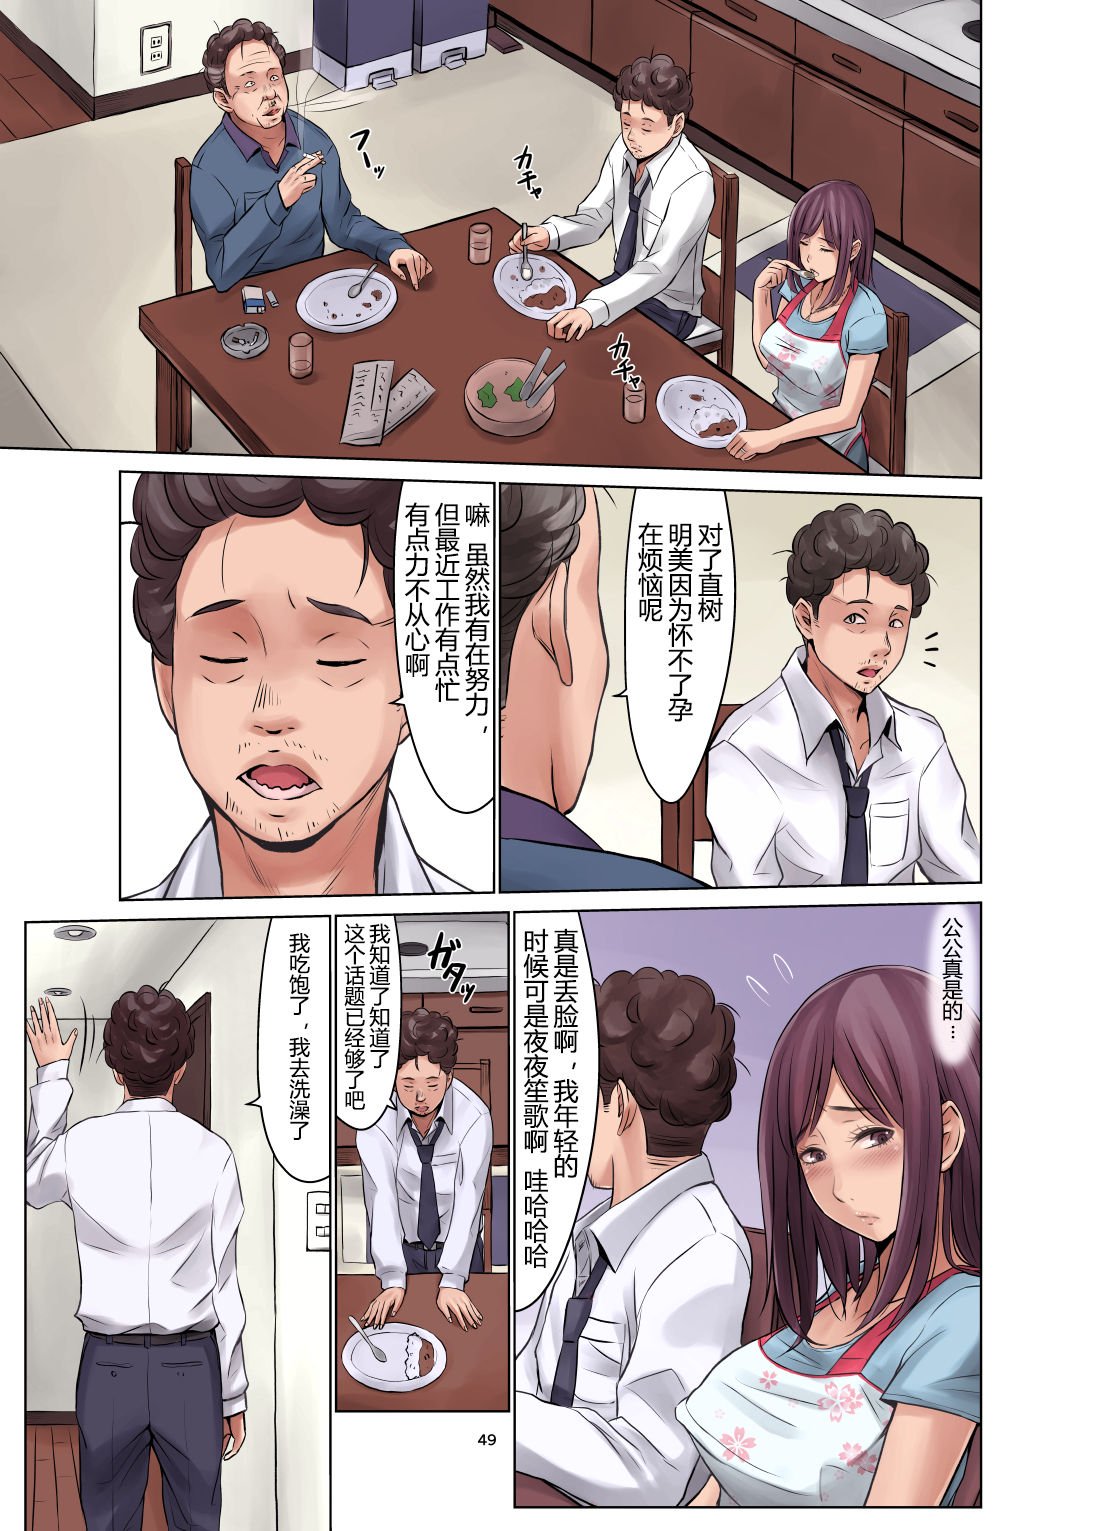 フーッ
カチャ
カチャ
对了直树
明美因为怀不了孕
在烦恼呢
嘛 虽然我有在努力,
但最近工作有点忙
有点力不从心啊
公公真是的…
真是丢脸啊,我年轻的
时候可是夜夜笙歌啊 哇哈哈哈
ガタッ
我知道了知道了
这个话题已经够了吧
我吃饱了,我去洗澡了
49